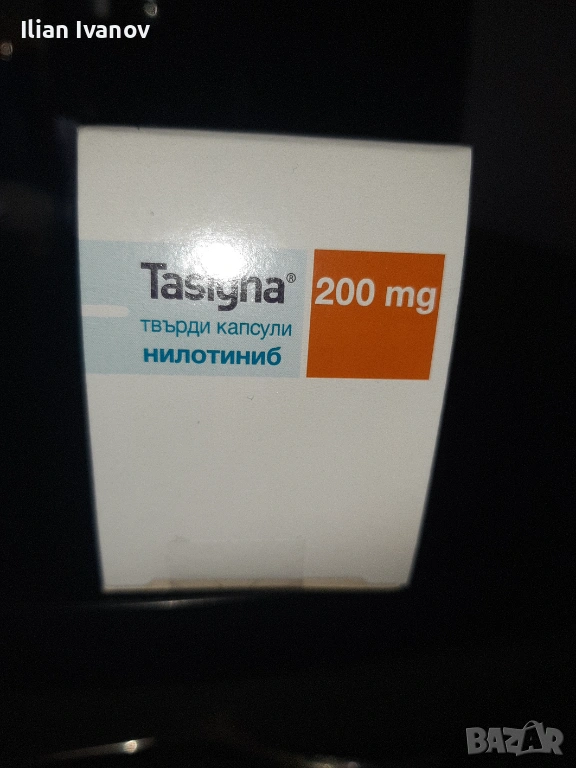 Ilian Ivanov
Tasigna® 200 mg
твърди капсули
нилотиниб
BAZAR